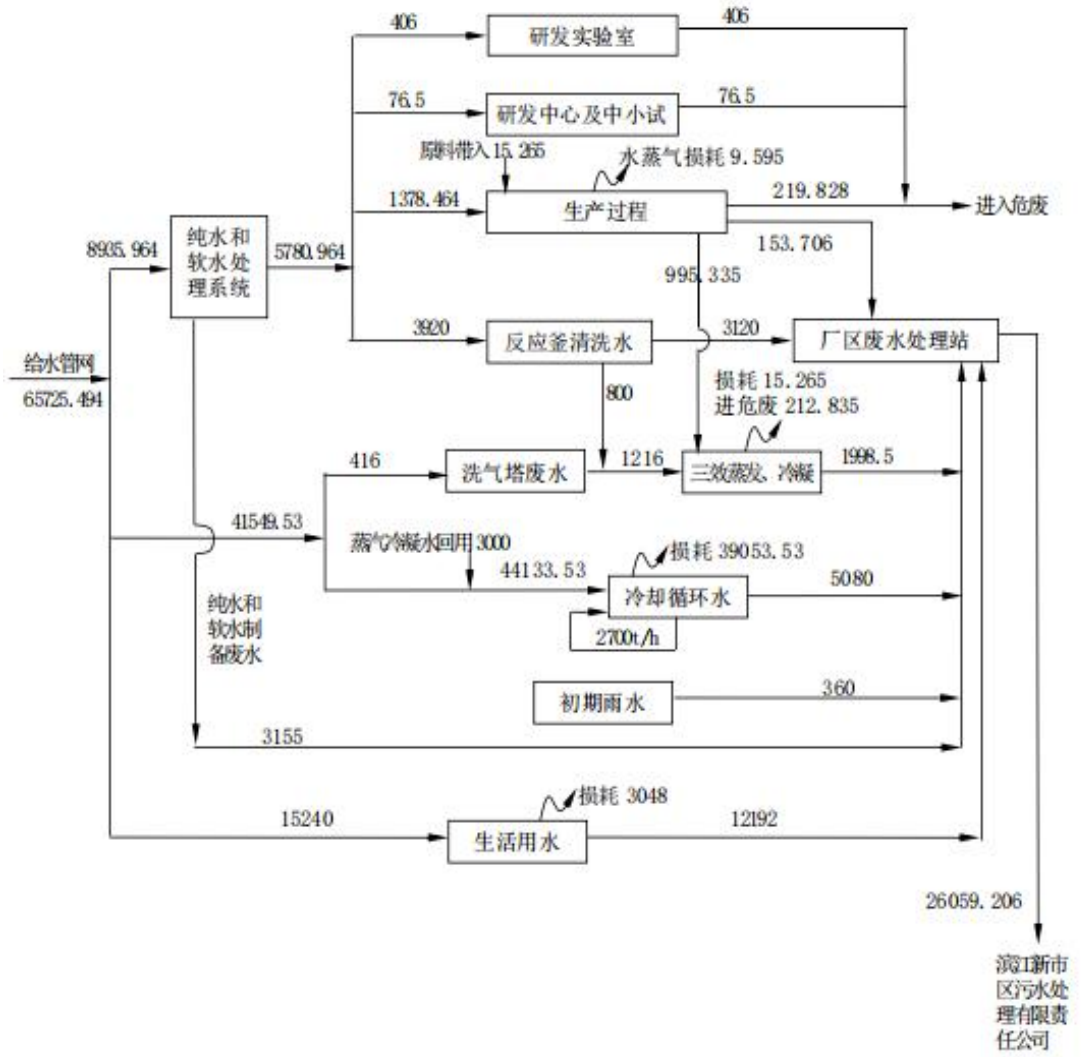 406
研发实验室
406
76.5
研发中心及中小试
76.5
原料带入15.265
水蒸气损耗 9.595
1378.464
生产过程
219.828
进入危废
153.706
995.335
8935.964
纯水和
软水处
理系统
5780.964
3920
反应釜清洗水
3120
厂区废水处理站
给水管网
65725.494
800
损耗 15.265
进危废 212.835
416
洗气塔废水
1216
三效蒸发、冷凝
1998.5
41549.53
蒸气冷凝水回用3000
44133.53
损耗 39053.53
冷却循环水
5080
2700t/h
纯水和
软水制
备废水
初期雨水
360
3155
损耗 3048
15240
生活用水
12192
26059.206
滨江新市
区污水处
理有限责
任公司